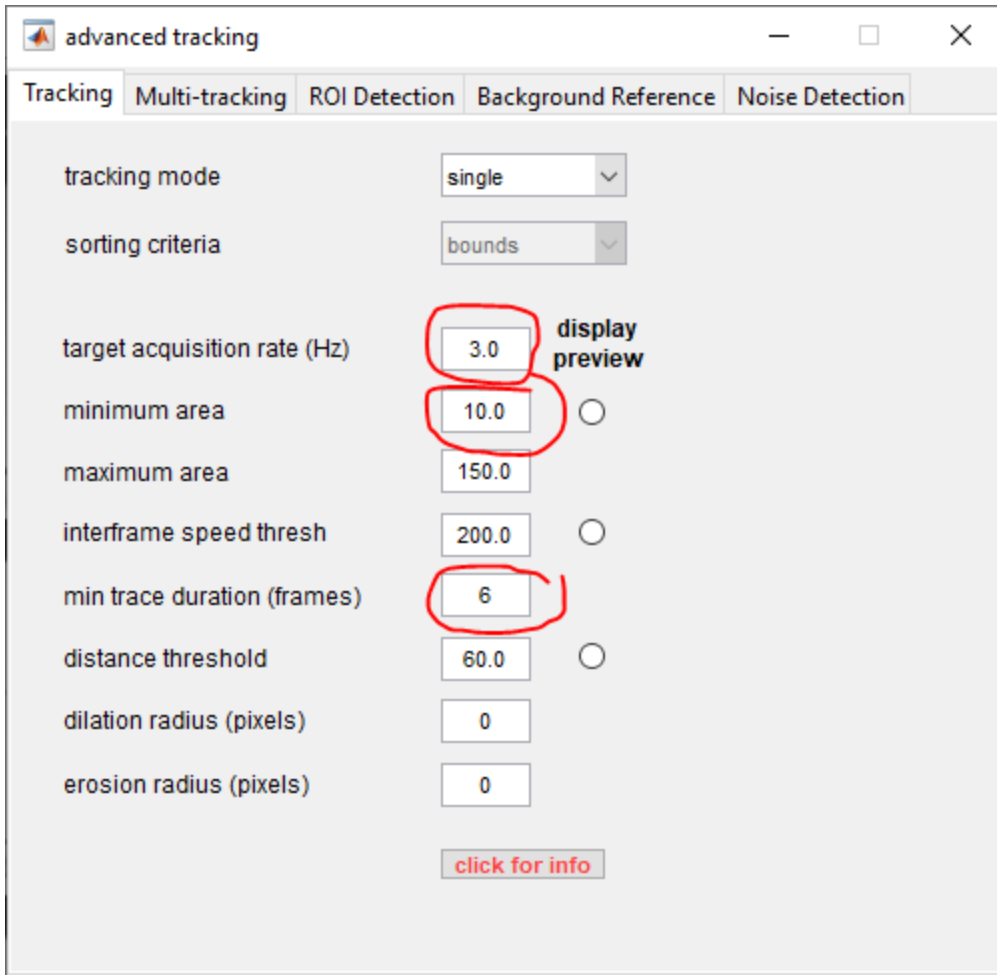 advanced tracking
Tracking Multi-tracking ROI Detection Background Reference Noise Detection
tracking mode single
sorting criteria bounds
display
target acquisition rate (Hz) 3.0 preview
minimum area 10.0
maximum area 150.0
interframe speed thresh 200.0
min trace duration (frames) 6
distance threshold 60.0
dilation radius (pixels) 0
erosion radius (pixels) 0
click for info